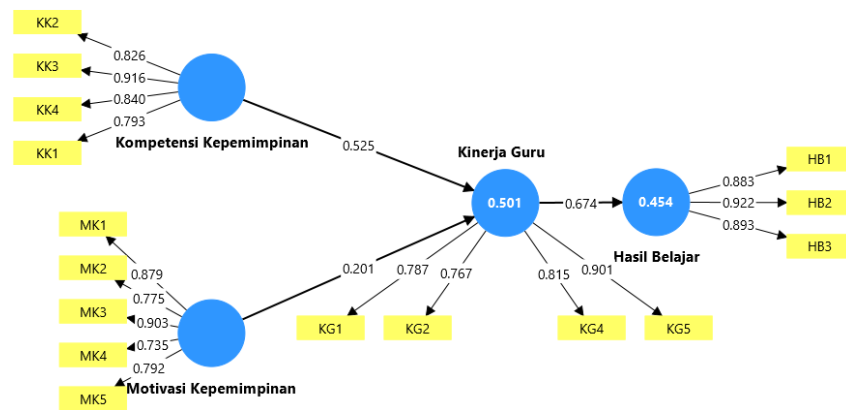 KK2
0.826
KK3
0.916
KK4
0.840
0.793
KK1
Kompetensi Kepemimpinan
0.525
Kinerja Guru
0.501
0.674
0.454
Hasil Belajar
0.883
HB1
0.922
HB2
0.893
HB3
MK1
0.879
MK2
0.775
MK3
0.903
MK4
0.735
0.792
MK5
Motivasi Kepemimpinan
0.201
0.787
0.767
0.815
0.901
KG1
KG2
KG4
KG5